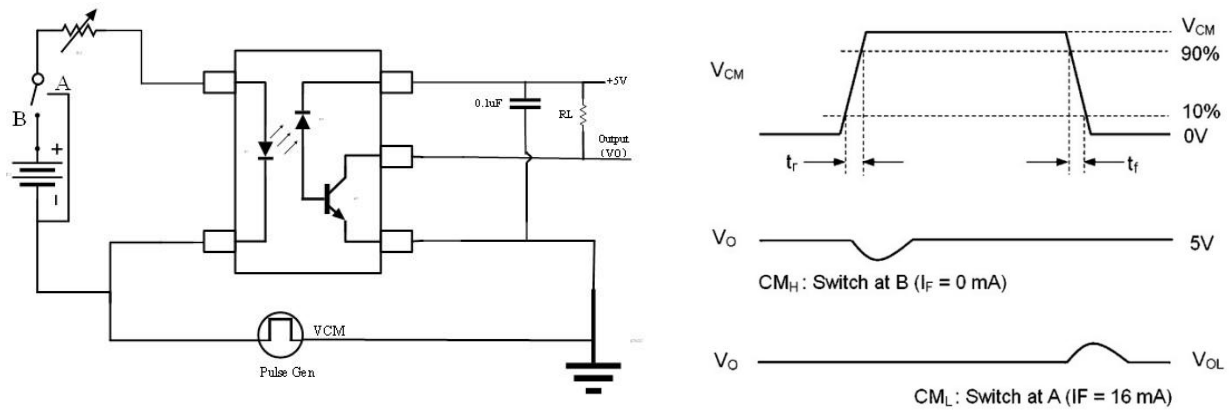 A
B
+
-
0.1uF
+5V
RL
Output
(VO)
VCM
Pulse Gen
VCM
90%
VCM
10%
0V
tr
tf
VO
5V
CMH : Switch at B (IF = 0 mA)
VO
VOL
CML : Switch at A (IF = 16 mA)